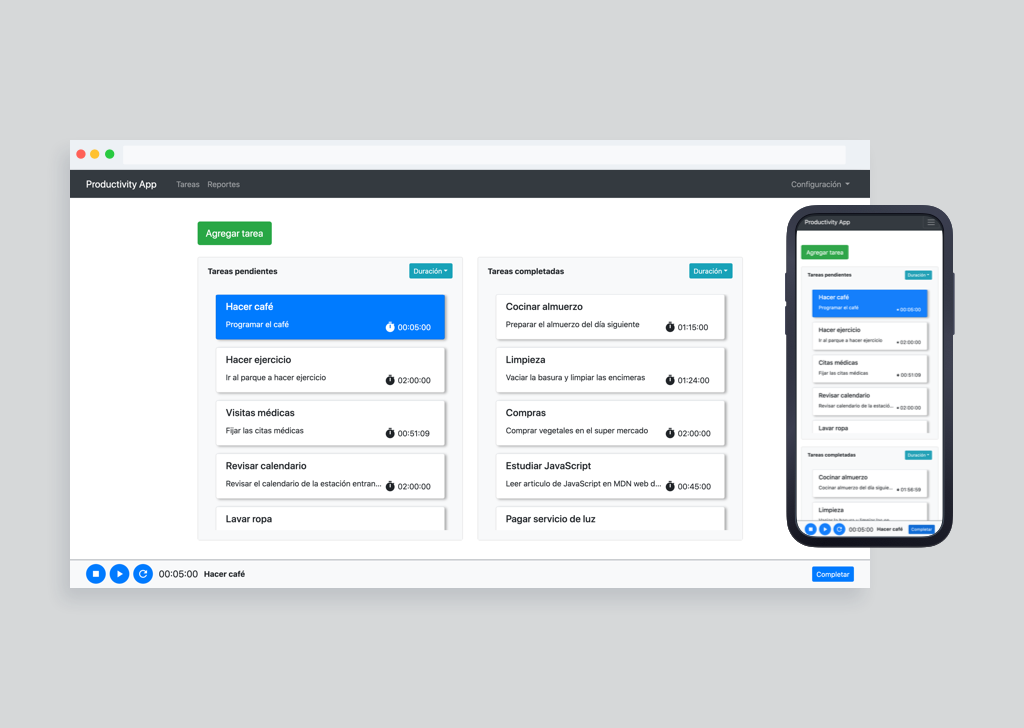 Productivity App Tareas Reportes Configuración
Agregar tarea
Tareas pendientes Duración
Hacer café
Programar el café 00:05:00
Hacer ejercicio
Ir al parque a hacer ejercicio 02:00:00
Visitas médicas
Fijar las citas médicas 00:51:09
Revisar calendario
Revisar el calendario de la estación entran... 02:00:00
Lavar ropa
Tareas completadas Duración
Cocinar almuerzo
Preparar el almuerzo del día siguiente 01:15:00
Limpieza
Vaciar la basura y limpiar las encimeras 01:24:00
Compras
Comprar vegetales en el super mercado 02:00:00
Estudiar JavaScript
Leer articulo de JavaScript en MDN web d... 00:45:00
Pagar servicio de luz
00:05:00 Hacer café Completar
Productivity App
Agregar tarea
Tareas pendientes Duración
Hacer café
Programar el café 00:05:00
Hacer ejercicio
Ir al parque a hacer ejercicio 02:00:00
Citas médicas
Fijar las citas médicas 00:51:09
Revisar calendario
Revisar calendario de la estació... 02:00:00
Lavar ropa
Tareas completadas Duración
Cocinar almuerzo
Cocinar almuerzo del día siguie... 01:58:59
Limpieza
00:05:00 Hacer café Completar